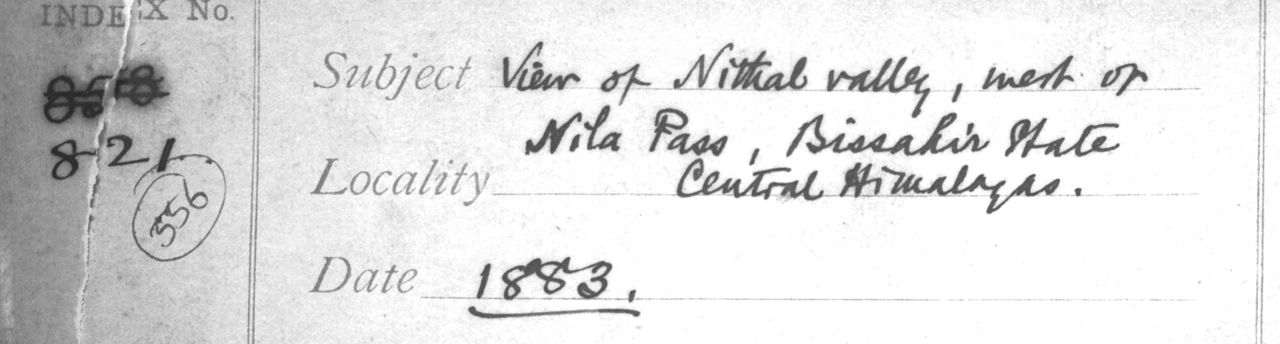 INDEX No.
858
821
356
Subject View of Nithal valley, west of
Nila Pass, Bissahir State
Locality Central Himalayas.
Date 1883.